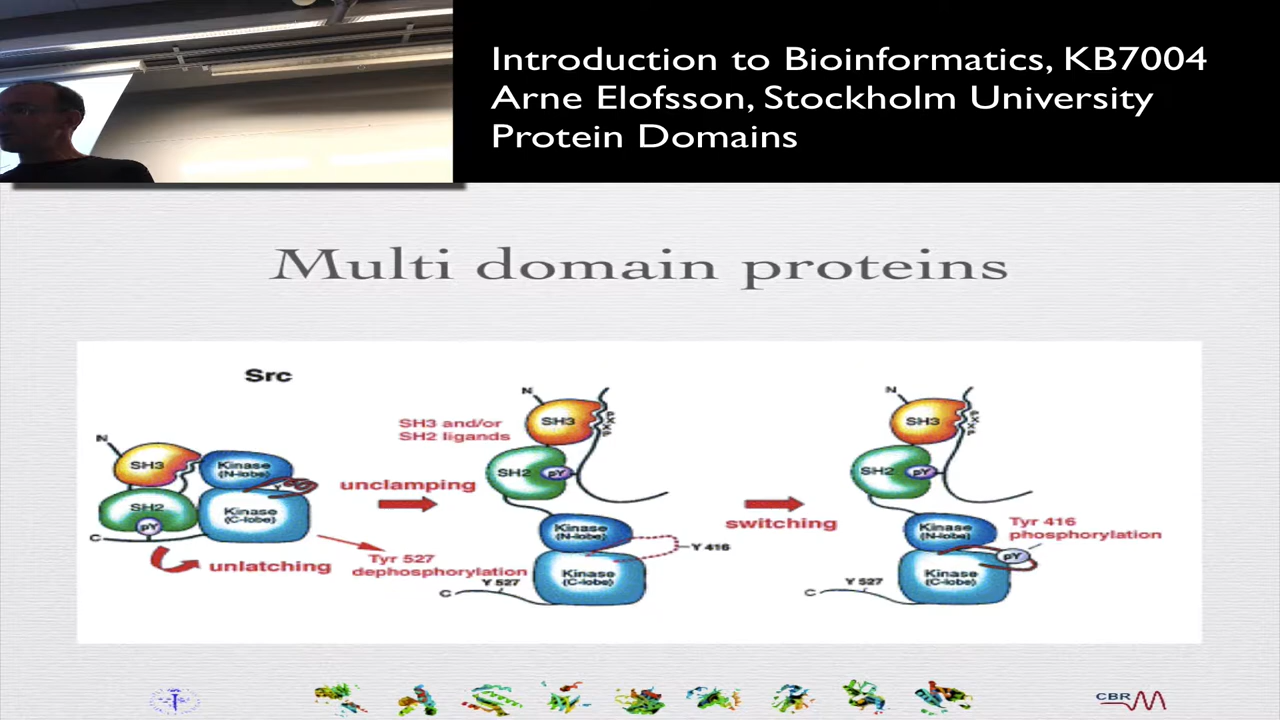 Introduction to Bioinformatics, KB7004
Arne Elofsson, Stockholm University
Protein Domains
Multi domain proteins
Src
N
SH3
Kinase
(N-lobe)
SH2
Kinase
(C-lobe)
pY
C
unlatching
Tyr 527
dephosphorylation
unclamping
SH3 and/or
SH2 ligands
N
SH3
SH2
pY
Kinase
(N-lobe)
Y 416
Kinase
(C-lobe)
Y 527
C
switching
N
SH3
SH2
pY
Kinase
(N-lobe)
Tyr 416
phosphorylation
pY
Kinase
(C-lobe)
Y 527
C
CBR